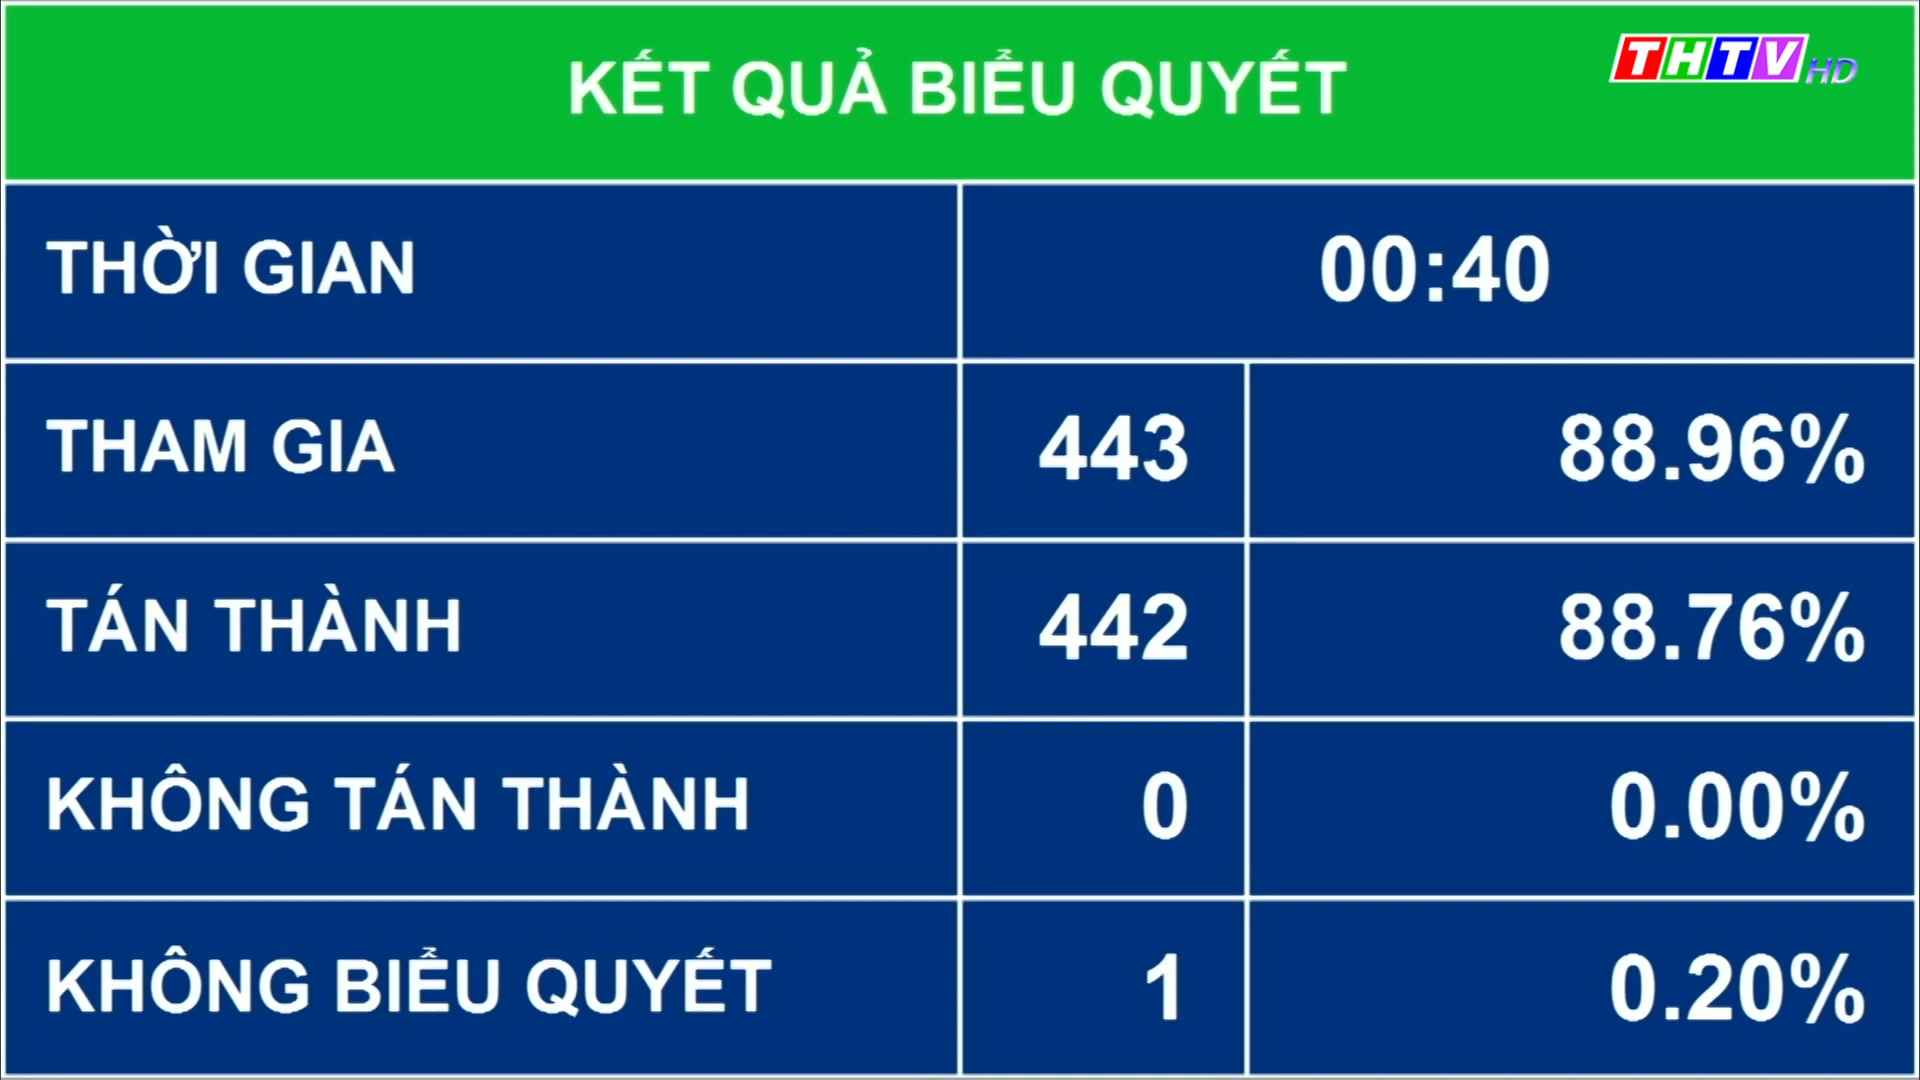 KẾT QUẢ BIỂU QUYẾT
THTV HD
THỜI GIAN 00:40
THAM GIA 443 88.96%
TÁN THÀNH 442 88.76%
KHÔNG TÁN THÀNH 0 0.00%
KHÔNG BIỂU QUYẾT 1 0.20%